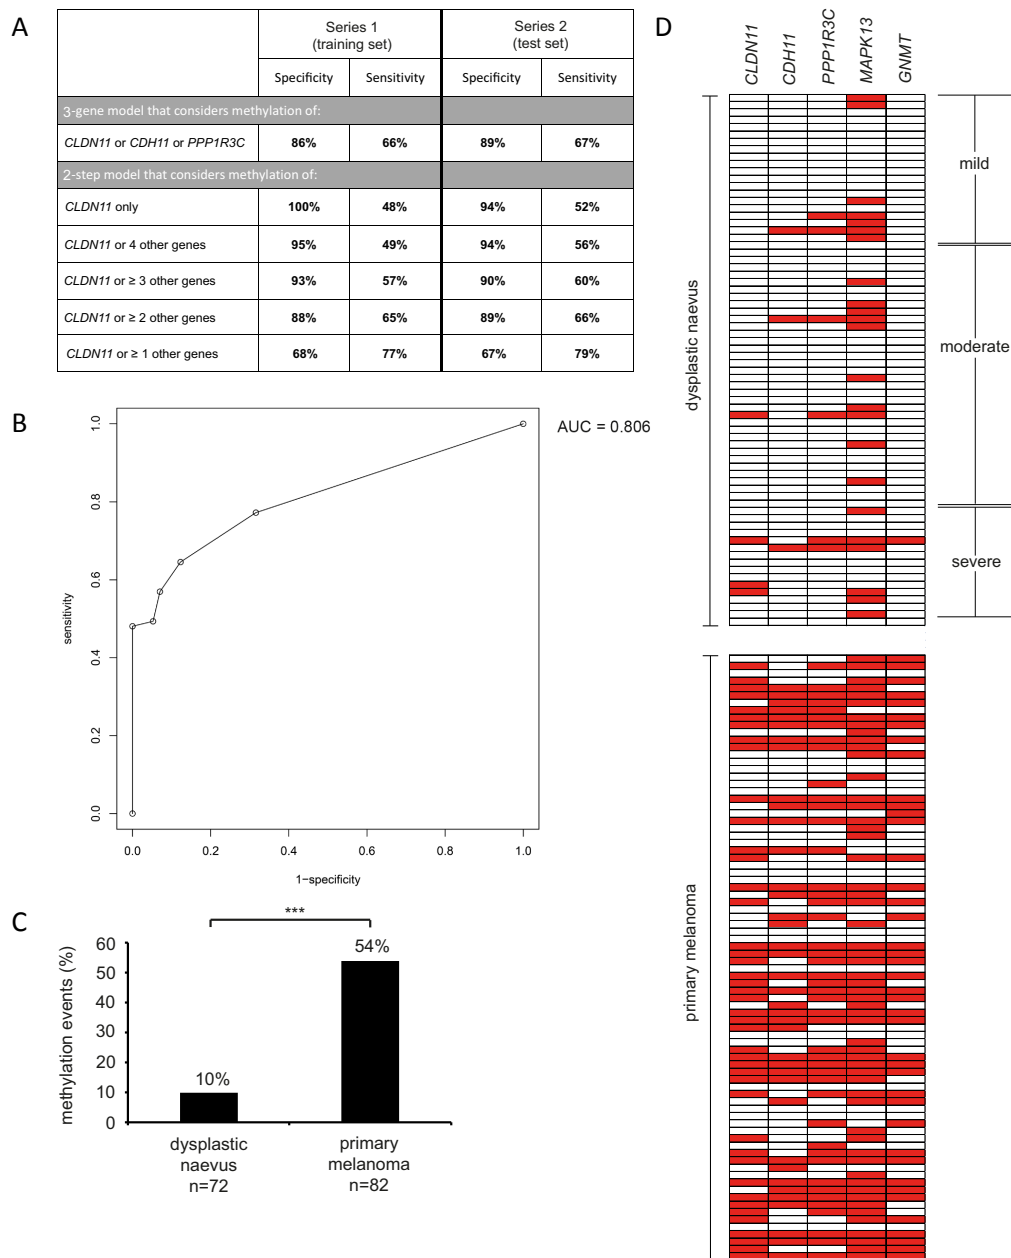 A
Series 1
(training set)
Series 2
(test set)
Specificity Sensitivity Specificity Sensitivity
3-gene model that considers methylation of:
CLDN11 or CDH11 or PPP1R3C 86% 66% 89% 67%
2-step model that considers methylation of:
CLDN11 only 100% 48% 94% 52%
CLDN11 or 4 other genes 95% 49% 94% 56%
CLDN11 or ≥ 3 other genes 93% 57% 90% 60%
CLDN11 or ≥ 2 other genes 88% 65% 89% 66%
CLDN11 or ≥ 1 other genes 68% 77% 67% 79%
B
AUC = 0.806
sensitivity
1.0
0.8
0.6
0.4
0.2
0.0
0.0 0.2 0.4 0.6 0.8 1.0
1−specificity
C
***
methylation events (%)
60
50
40
30
20
10
0
10%
54%
dysplastic
naevus
n=72
primary
melanoma
n=82
D
CLDN11
CDH11
PPP1R3C
MAPK13
GNMT
dysplastic naevus
mild
moderate
severe
primary melanoma